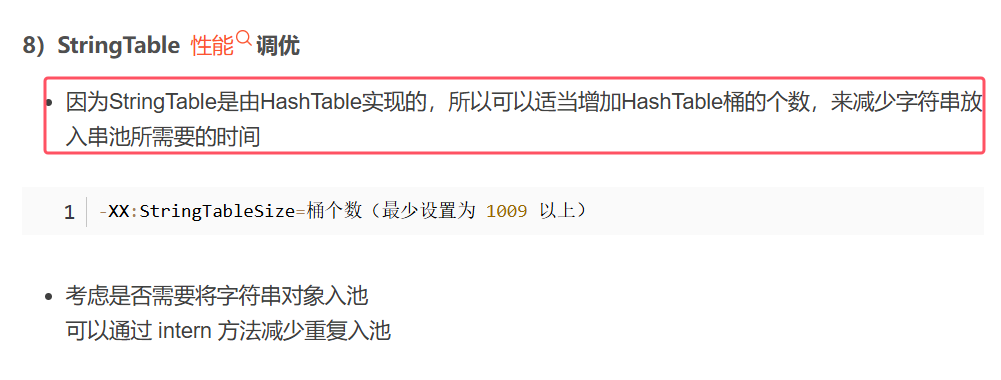 8）StringTable 性能 调优
因为StringTable是由HashTable实现的，所以可以适当增加HashTable桶的个数，来减少字符串放
入串池所需要的时间
1 -XX:StringTableSize=桶个数（最少设置为 1009 以上）
考虑是否需要将字符串对象入池
可以通过 intern 方法减少重复入池